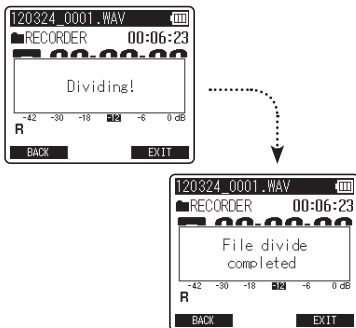 120324_0001.WAV
RECORDER 00:06:23
Dividing!
-42 -30 -18 -12 -6 0 dB
R
BACK EXIT
120324_0001.WAV
RECORDER 00:06:23
File divide
completed
-42 -30 -18 -12 -6 0 dB
R
BACK EXIT